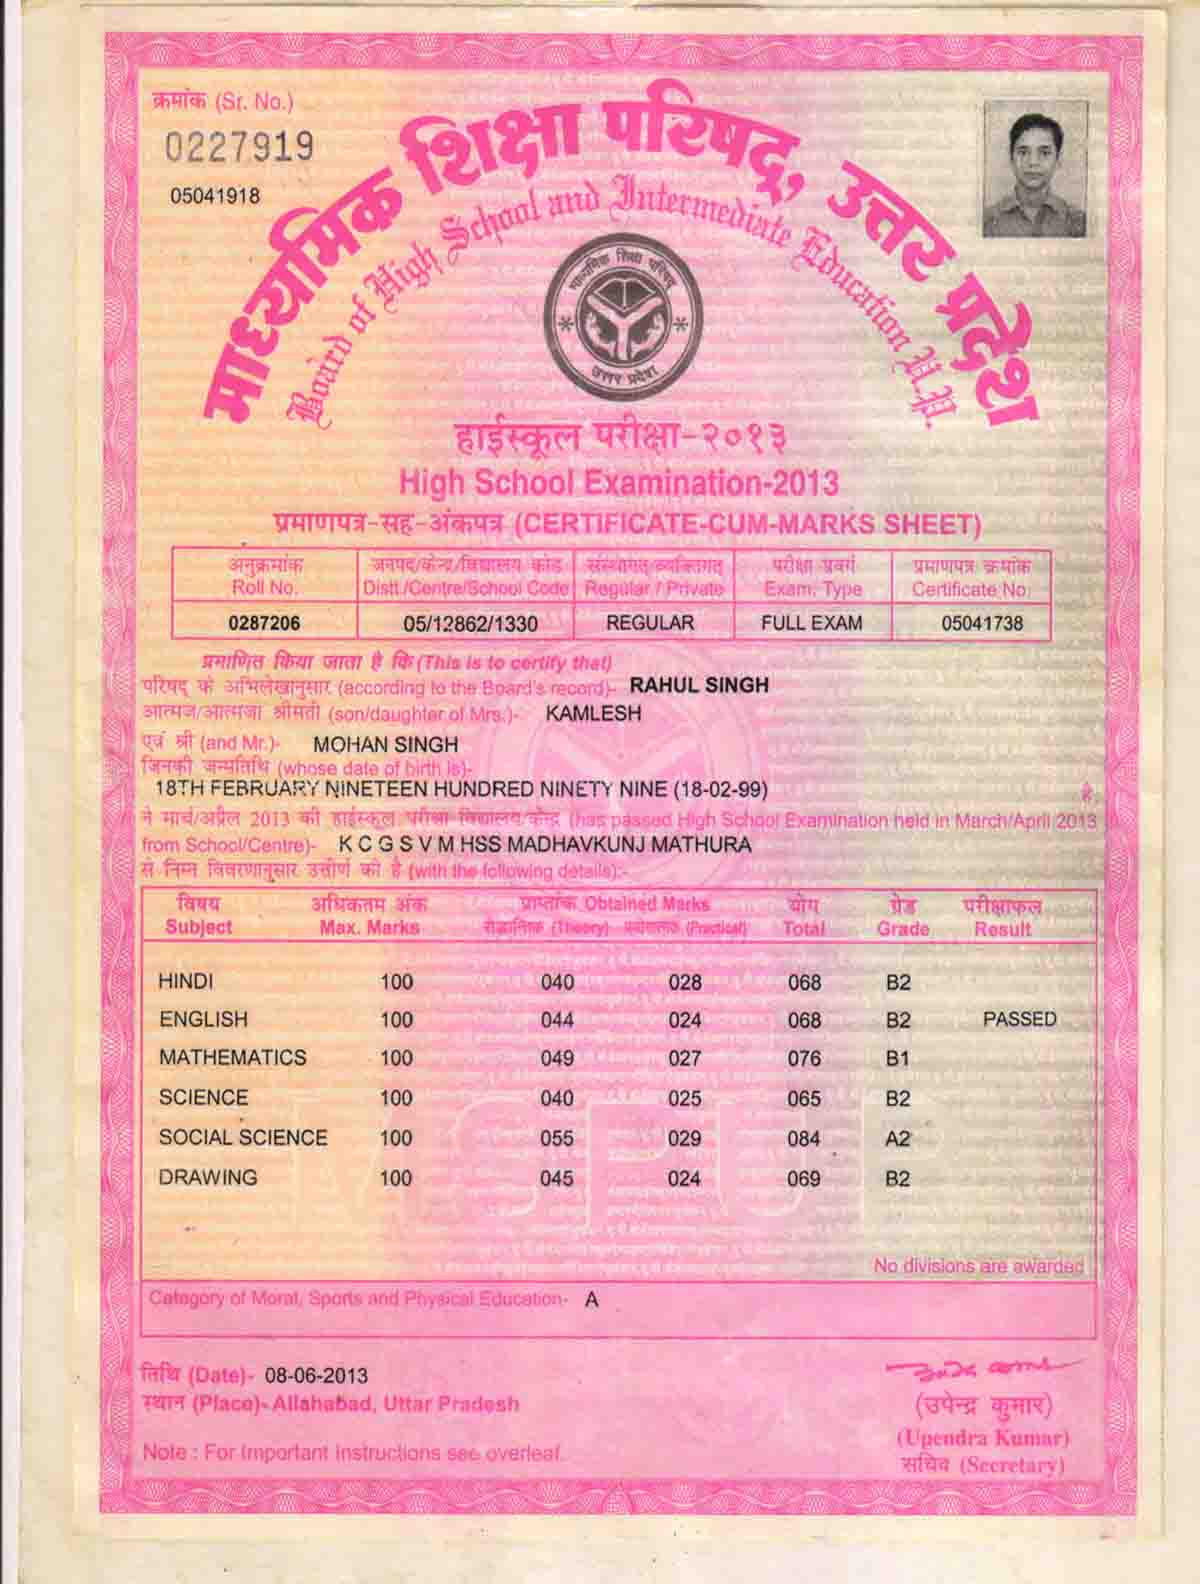 क्रमांक (Sr. No.)
0227919
05041918
माध्यमिक शिक्षा परिषद्, उत्तर प्रदेश
Board of High School and Intermediate Education U.P.
माध्यमिक शिक्षा परिषद्
उत्तर प्रदेश
हाईस्कूल परीक्षा-२०१३
High School Examination-2013
प्रमाणपत्र-सह-अंकपत्र (CERTIFICATE-CUM-MARKS SHEET)
अनुक्रमांक जनपद/केन्द्र/विद्यालय कोड संस्थागत/व्यक्तिगत परीक्षा प्रवर्ग प्रमाणपत्र क्रमांक
Roll No. Distt./Centre/School Code Regular / Private Exam. Type Certificate No.
0287206 05/12862/1330 REGULAR FULL EXAM 05041738
प्रमाणित किया जाता है कि (This is to certify that)
परिषद् के अभिलेखानुसार (according to the Board's record)- RAHUL SINGH
आत्मज/आत्मजा श्रीमती (son/daughter of Mrs.)- KAMLESH
एवं श्री (and Mr.)- MOHAN SINGH
जिनकी जन्मतिथि (whose date of birth is)-
18TH FEBRUARY NINETEEN HUNDRED NINETY NINE (18-02-99) है,
ने मार्च/अप्रैल 2013 की हाईस्कूल परीक्षा विद्यालय/केन्द्र (has passed High School Examination held in March/April 2013
from School/Centre)- K C G S V M HSS MADHAVKUNJ MATHURA
से निम्न विवरणानुसार उत्तीर्ण की है (with the following details):-
विषय अधिकतम अंक प्राप्तांक Obtained Marks योग ग्रेड परीक्षाफल
Subject Max. Marks सैद्धान्तिक (Theory) प्रयोगात्मक (Practical) Total Grade Result
HINDI 100 040 028 068 B2
ENGLISH 100 044 024 068 B2 PASSED
MATHEMATICS 100 049 027 076 B1
SCIENCE 100 040 025 065 B2
SOCIAL SCIENCE 100 055 029 084 A2
DRAWING 100 045 024 069 B2
No divisions are awarded
Category of Moral, Sports and Physical Education- A
तिथि (Date)- 08-06-2013
स्थान (Place)- Allahabad, Uttar Pradesh
(उपेन्द्र कुमार)
(Upendra Kumar)
सचिव (Secretary)
Note : For Important Instructions see overleaf.